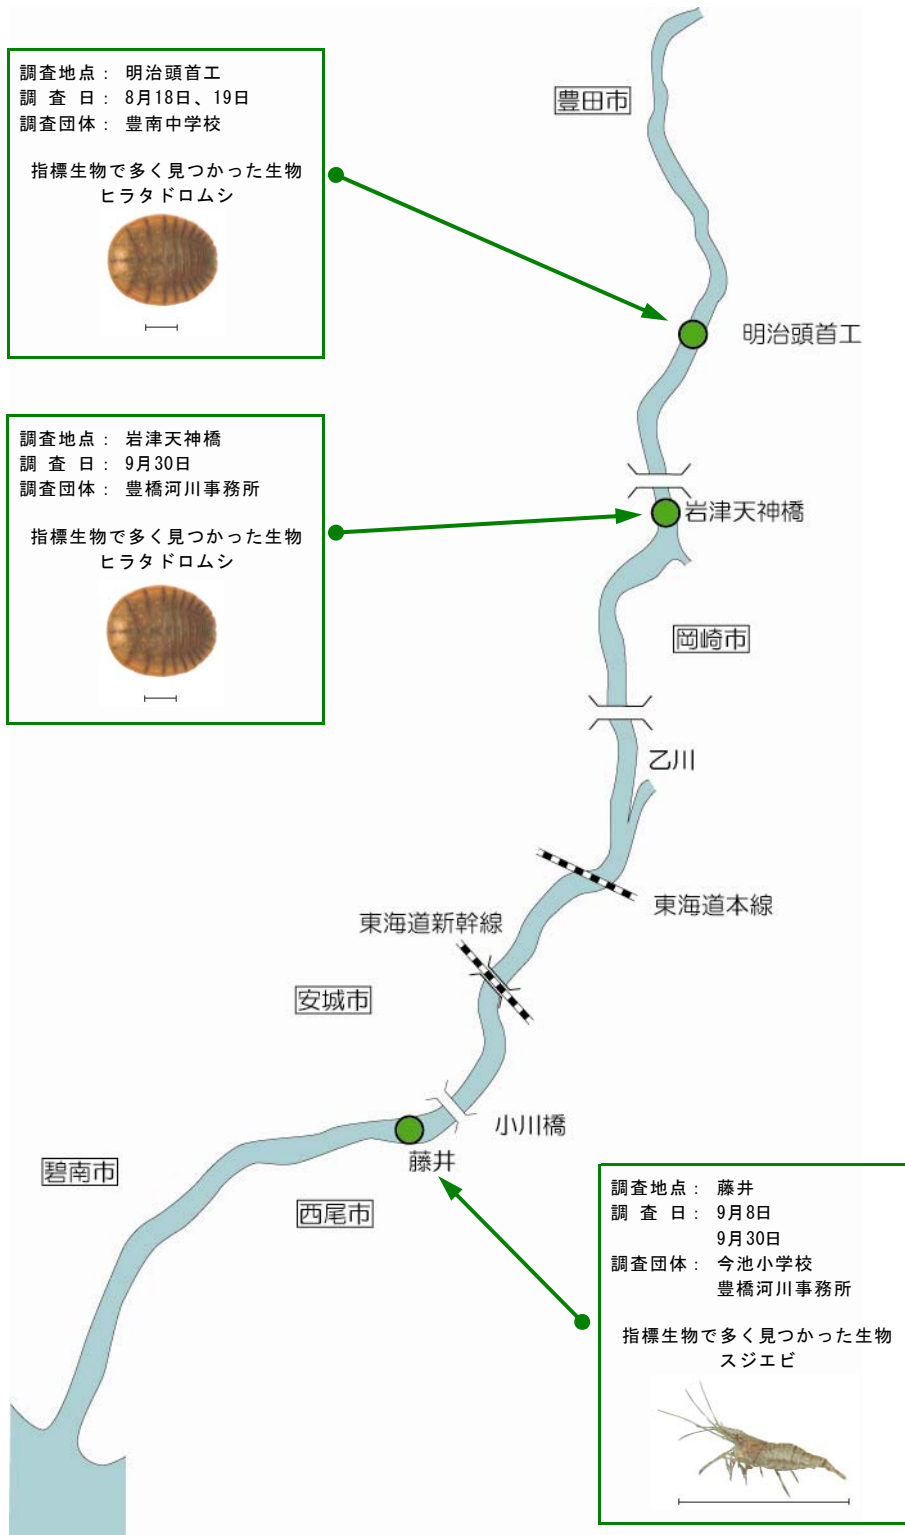 調査地点： 明治頭首工
調 査 日： 8月18日、19日
調査団体： 豊南中学校
指標生物で多く見つかった生物
ヒラタドロムシ
豊田市
明治頭首工
調査地点： 岩津天神橋
調 査 日： 9月30日
調査団体： 豊橋河川事務所
指標生物で多く見つかった生物
ヒラタドロムシ
岩津天神橋
岡崎市
乙川
東海道本線
東海道新幹線
安城市
小川橋
藤井
碧南市
西尾市
調査地点： 藤井
調 査 日： 9月8日
9月30日
調査団体： 今池小学校
豊橋河川事務所
指標生物で多く見つかった生物
スジエビ